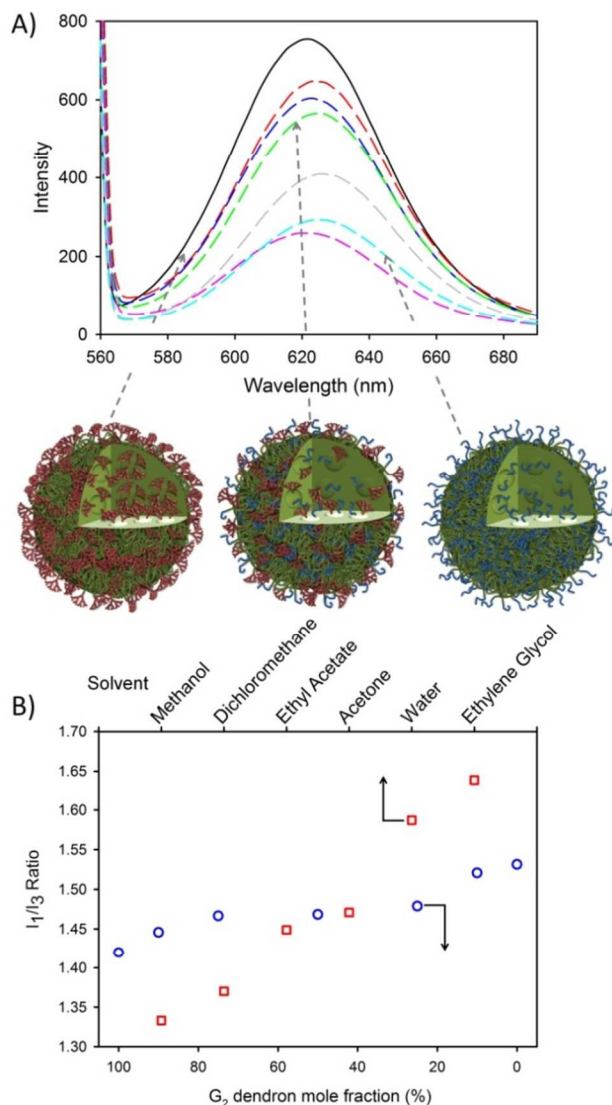 A)
800
600
400
200
0
Intensity
560 580 600 620 640 660 680
Wavelength (nm)
B)
Solvent
Methanol
Dichloromethane
Ethyl Acetate
Acetone
Water
Ethylene Glycol
1.70
1.65
1.60
1.55
1.50
1.45
1.40
1.35
1.30
I₁/I₃ Ratio
100 80 60 40 20 0
G₂ dendron mole fraction (%)